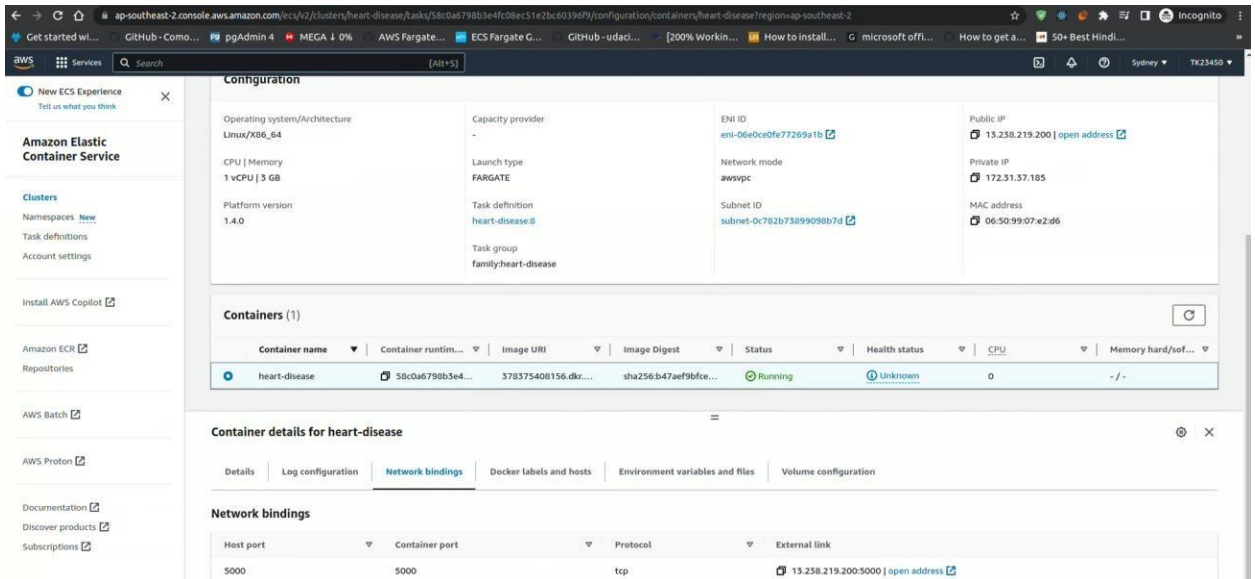 ap-southeast-2.console.aws.amazon.com/ecs/v2/clusters/heart-disease/tasks/58c0a6798b3e4fc08ec51e2bc60396f9/configuration/containers/heart-disease?region=ap-southeast-2
Incognito
Get started wi... GitHub - Como... pgAdmin 4 MEGA ↓ 0% AWS Fargate... ECS Fargate G... GitHub - udaci... [200% Workin... How to install... microsoft offi... How to get a... 50+ Best Hindi... »
aws Services Search [Alt+S] Sydney ▼ TK23450 ▼
New ECS Experience
Tell us what you think
Amazon Elastic
Container Service
Clusters
Namespaces New
Task definitions
Account settings
Install AWS Copilot
Amazon ECR
Repositories
AWS Batch
AWS Proton
Documentation
Discover products
Subscriptions
Configuration
Operating system/Architecture Capacity provider ENI ID Public IP
Linux/X86_64 - eni-06e0ce0fe77269a1b 13.238.219.200 | open address
CPU | Memory Launch type Network mode Private IP
1 vCPU | 3 GB FARGATE awsvpc 172.31.37.185
Platform version Task definition Subnet ID MAC address
1.4.0 heart-disease:8 subnet-0c782b73899098b7d 06:50:99:07:e2:d6
Task group
family:heart-disease
Containers (1)
Container name Container runtim... Image URI Image Digest Status Health status CPU Memory hard/sof...
heart-disease 58c0a6798b3e4... 378375408156.dkr.... sha256:b47aef9bfce... Running Unknown 0 - / -
Container details for heart-disease
Details Log configuration Network bindings Docker labels and hosts Environment variables and files Volume configuration
Network bindings
Host port Container port Protocol External link
5000 5000 tcp 13.238.219.200:5000 | open address